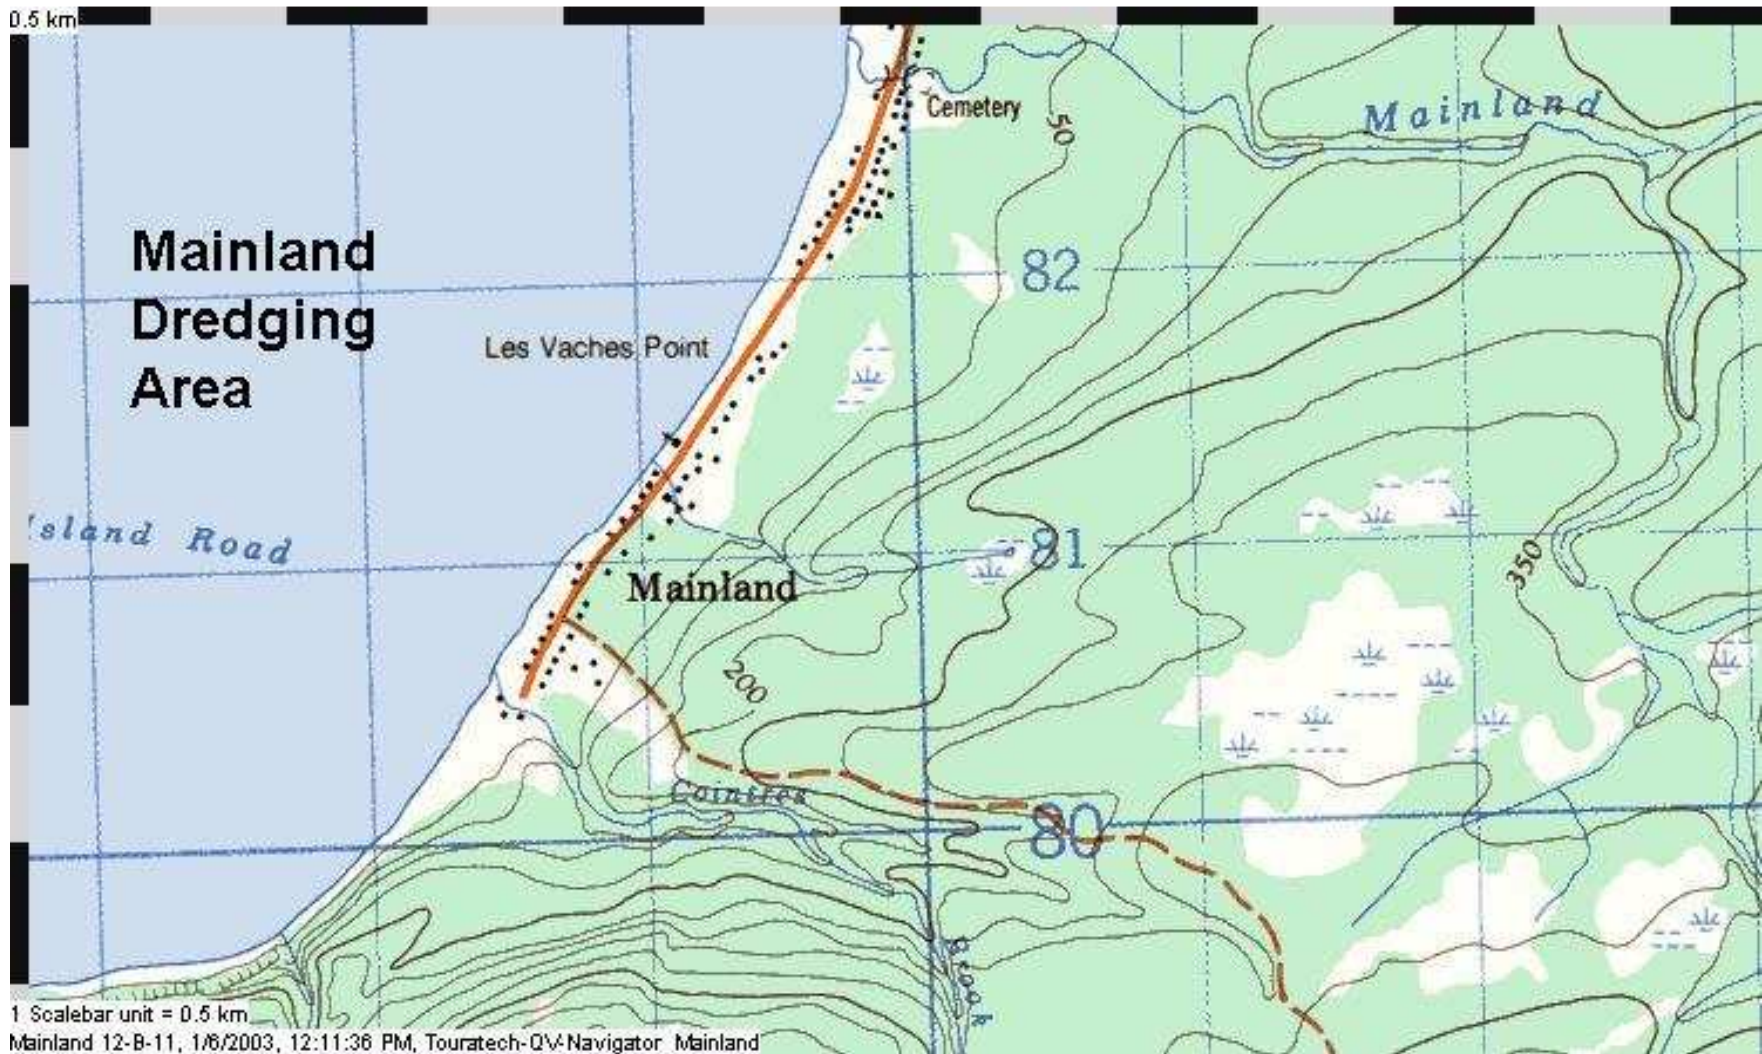 0.5 km
Cemetery
50
Mainland
Mainland
Dredging
Area
82
Les Vaches Point
Island Road
81
Mainland
350
200
Cointres
80
Brook
1 Scalebar unit = 0.5 km
Mainland 12-B-11, 1/6/2003, 12:11:36 PM, Touratech-QV-Navigator Mainland